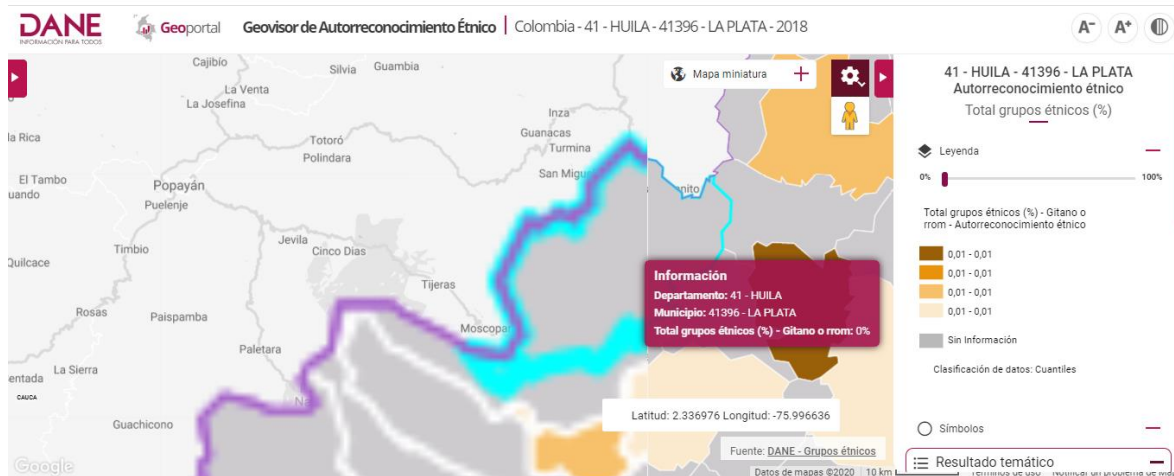 DANE
INFORMACIÓN PARA TODOS
Geoportal
Geovisor de Autorreconocimiento Étnico
Colombia - 41 - HUILA - 41396 - LA PLATA - 2018
A-
A+
Cajibío
Silvia
Guambia
La Venta
La Josefina
la Rica
Totoró
Polindara
Inza
Guanacas
Turmina
San Migu
El Tambo
uando
Popayán
Puelenje
Timbio
Jevila
Cinco Dias
Quilcace
Tijeras
Rosas
Paispamba
Moscopan
Paletara
La Sierra
entada
CAUCA
Guachicono
Google
Mapa miniatura
Información
Departamento: 41 - HUILA
Municipio: 41396 - LA PLATA
Total grupos étnicos (%) - Gitano o rrom: 0%
Latitud: 2.336976 Longitud: -75.996636
Fuente: DANE - Grupos étnicos
Datos de mapas ©2020
10 km
41 - HUILA - 41396 - LA PLATA
Autorreconocimiento étnico
Total grupos étnicos (%)
Leyenda
0%
100%
Total grupos étnicos (%) - Gitano o
rrom - Autorreconocimiento étnico
0,01 - 0,01
0,01 - 0,01
0,01 - 0,01
0,01 - 0,01
Sin Información
Clasificación de datos: Cuantiles
Símbolos
Resultado temático